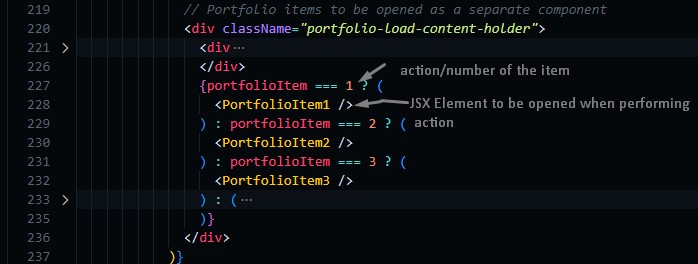 219 // Portfolio items to be opened as a separate component
220 <div className="portfolio-load-content-holder">
221 > <div ...
226 </div>
227 {portfolioItem === 1 ? ( action/number of the item
228 <PortfolioItem1 /> JSX Element to be opened when performing
229 ) : portfolioItem === 2 ? ( action
230 <PortfolioItem2 />
231 ) : portfolioItem === 3 ? (
232 <PortfolioItem3 />
233 > ) : ( ...
235 )}
236 </div>
237 )}